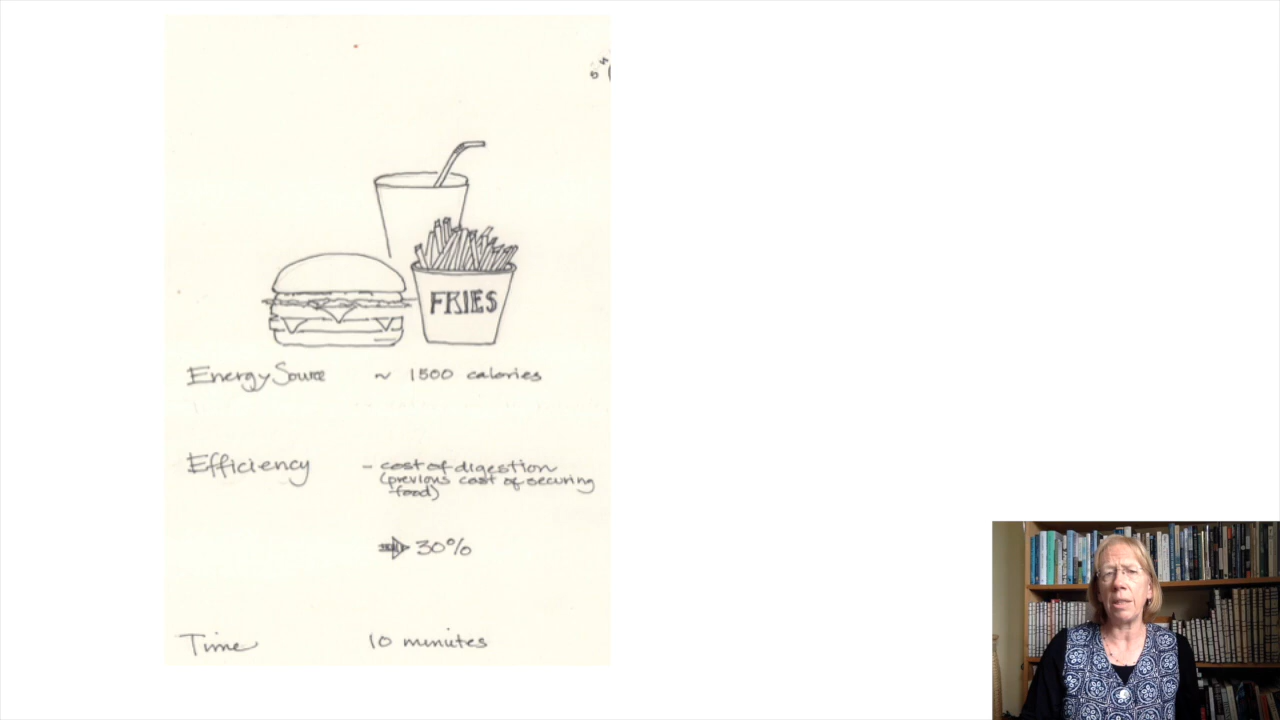 FRIES
Energy Source ~ 1500 calories
Efficiency - cost of digestion
(previous cost of securing
food)
30%
Time 10 minutes